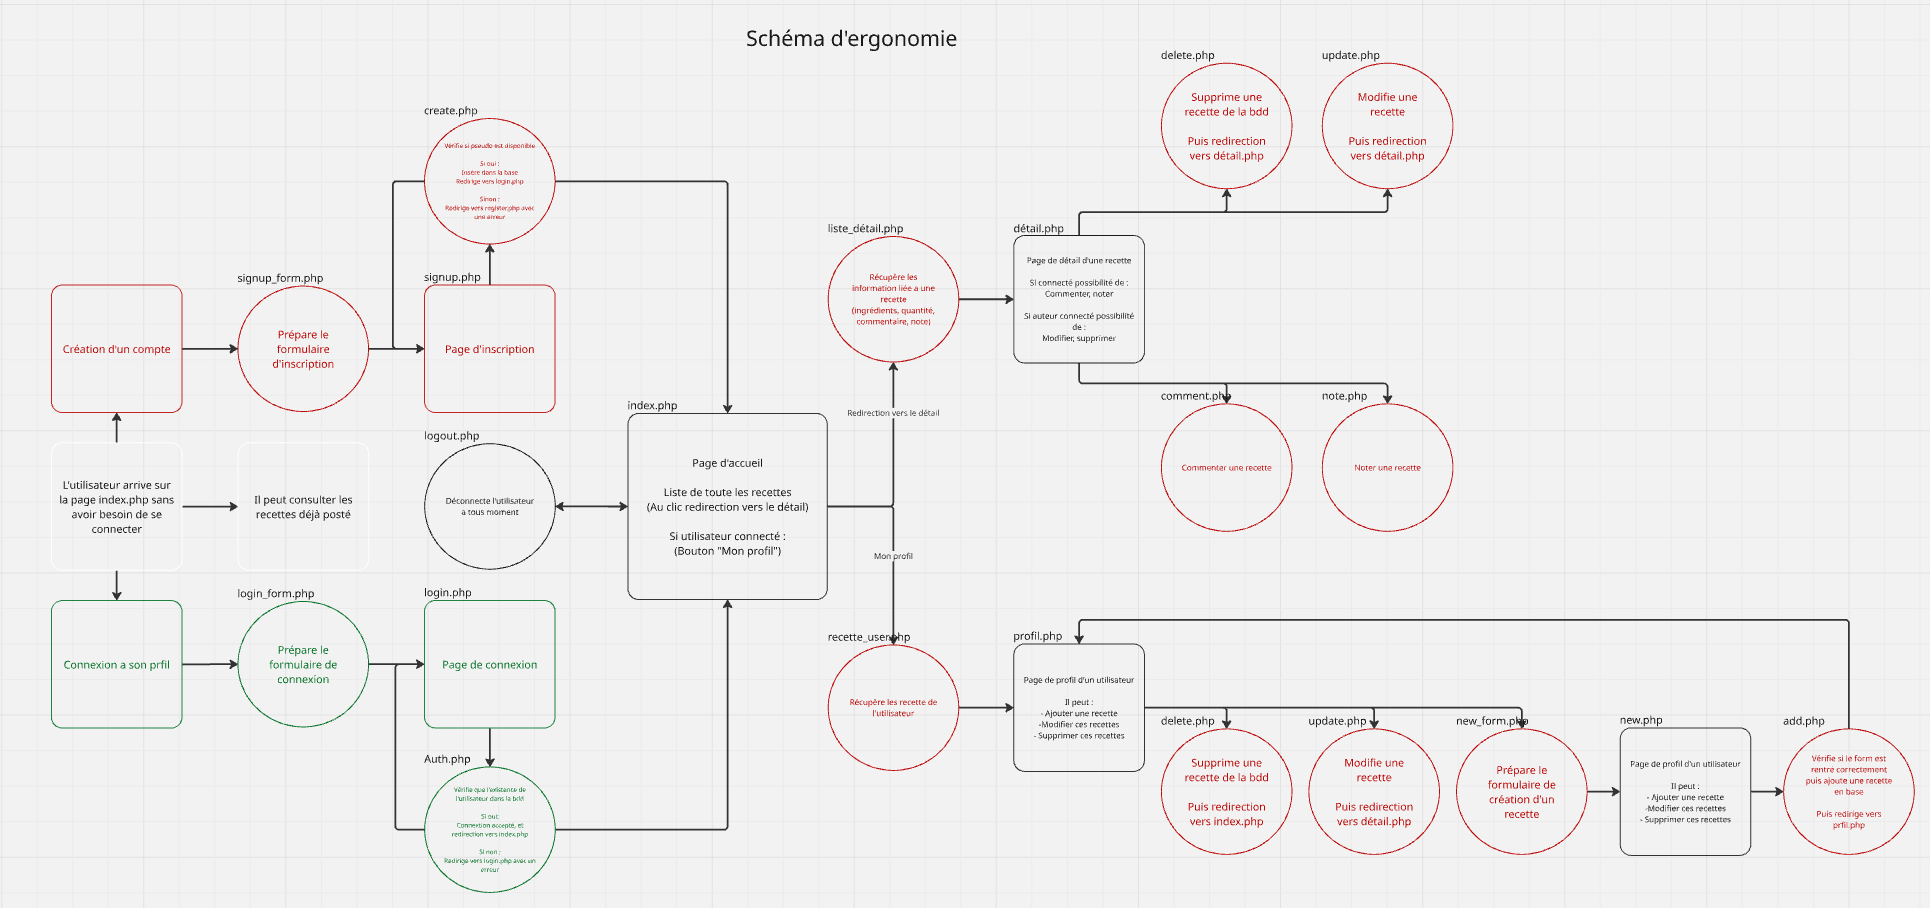 Schéma d'ergonomie
delete.php
Supprime une
recette de la bdd
Puis redirection
vers détail.php
update.php
Modifie une
recette
Puis redirection
vers détail.php
create.php
Vérifie si pseudo est disponible
Si oui :
Insère dans la base
Redirige vers login.php
Sinon :
Redirige vers register.php avec
une erreur
signup_form.php
Prépare le
formulaire
d'inscription
signup.php
Page d'inscription
Création d'un compte
liste_détail.php
Récupère les
information liée a une
recette
(ingrédients, quantité,
commentaire, note)
détail.php
Page de détail d'une recette
Si connecté possibilité de :
Commenter, noter
Si auteur connecté possibilité
de :
Modifier, supprimer
Redirection vers le détail
comment.php
Commenter une recette
note.php
Noter une recette
L'utilisateur arrive sur
la page index.php sans
avoir besoin de se
connecter
Il peut consulter les
recettes déjà posté
logout.php
Déconnecte l'utilisateur
a tous moment
index.php
Page d'accueil
Liste de toute les recettes
(Au clic redirection vers le détail)
Si utilisateur connecté :
(Bouton "Mon profil")
Mon profil
Connexion a son prfil
login_form.php
Prépare le
formulaire de
connexion
login.php
Page de connexion
Auth.php
Vérifie que l'existence de
l'utilisateur dans la bdd
Si oui:
Connextion accepté, et
redirection vers index.php
Si non :
Redirige vers login.php avec un
erreur
recette_user.php
Récupère les recette de
l'utilisateur
profil.php
Page de profil d'un utilisateur
Il peut :
- Ajouter une recette
-Modifier ces recettes
- Supprimer ces recettes
delete.php
Supprime une
recette de la bdd
Puis redirection
vers index.php
update.php
Modifie une
recette
Puis redirection
vers détail.php
new_form.php
Prépare le
formulaire de
création d'un
recette
new.php
Page de profil d'un utilisateur
Il peut :
- Ajouter une recette
-Modifier ces recettes
- Supprimer ces recettes
add.php
Vérifie si le form est
rentré correctement
puis ajoute une recette
en base
Puis redirige vers
prfil.php